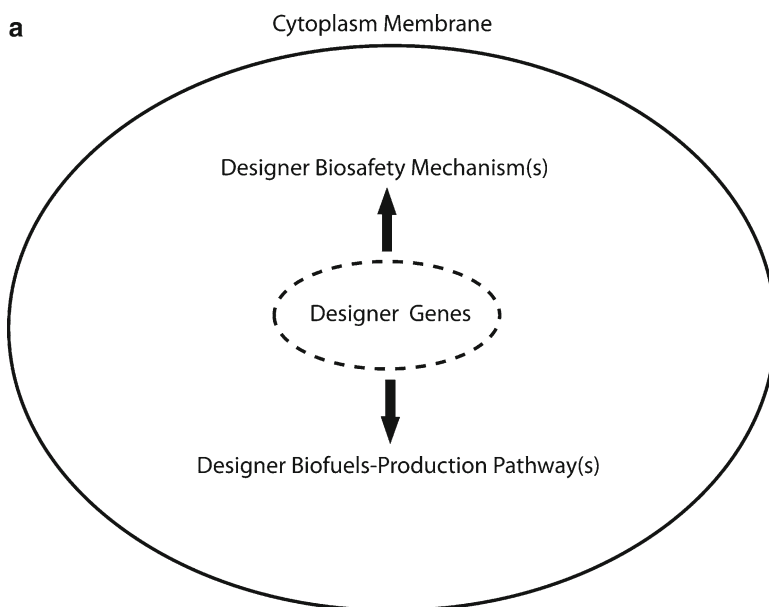 a
Cytoplasm Membrane
Designer Biosafety Mechanism(s)
Designer Genes
Designer Biofuels-Production Pathway(s)